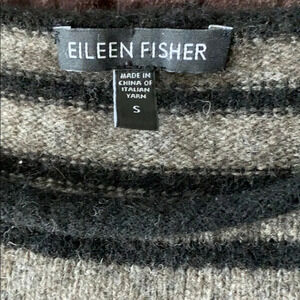 EILEEN FISHER
MADE IN
CHINA OF
ITALIAN
YARN
S